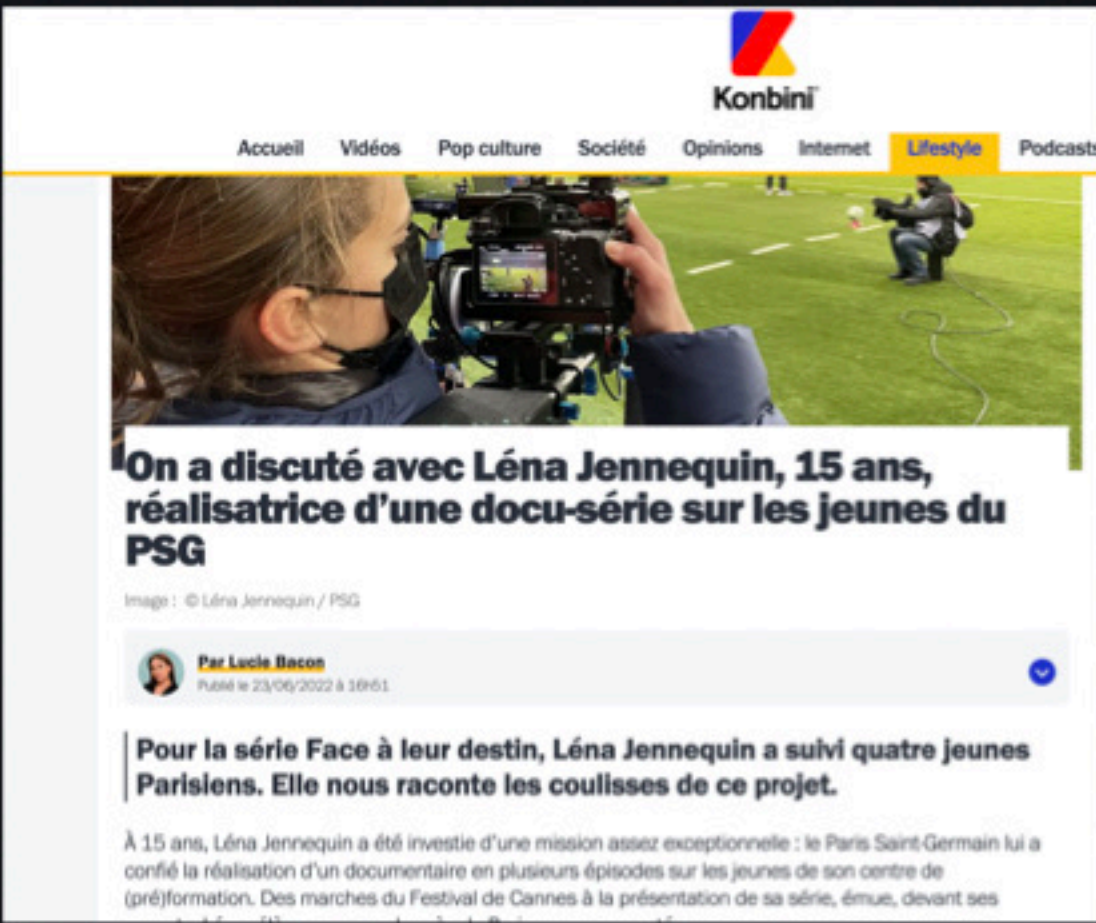 Konbini
Accueil Vidéos Pop culture Société Opinions Internet Lifestyle Podcasts
On a discuté avec Léna Jennequin, 15 ans,
réalisatrice d'une docu-série sur les jeunes du
PSG
Image : © Léna Jennequin / PSG
Par Lucie Bacon
Publié le 23/06/2022 à 16h51
Pour la série Face à leur destin, Léna Jennequin a suivi quatre jeunes
Parisiens. Elle nous raconte les coulisses de ce projet.
À 15 ans, Léna Jennequin a été investie d'une mission assez exceptionnelle : le Paris Saint-Germain lui a
confié la réalisation d'un documentaire en plusieurs épisodes sur les jeunes de son centre de
(pré)formation. Des marches du Festival de Cannes à la présentation de sa série, émue, devant ses